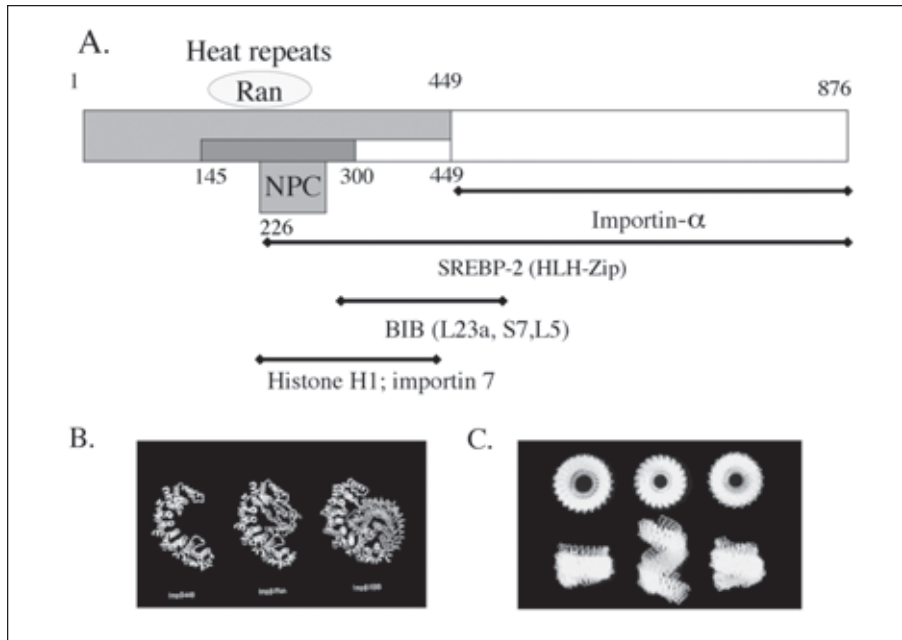 A.
Heat repeats
1
Ran
449
876
145
NPC
300
449
226
Importin-α
SREBP-2 (HLH-Zip)
BIB (L23a, S7,L5)
Histone H1; importin 7
B.
C.